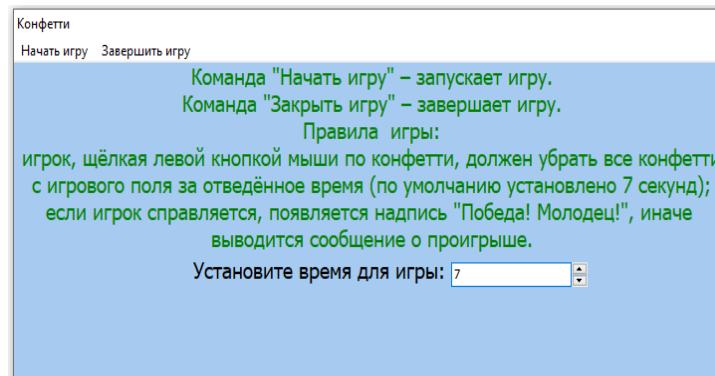 Конфетти
Начать игру Завершить игру
Команда "Начать игру" – запускает игру.
Команда "Закрыть игру" – завершает игру.
Правила игры:
игрок, щёлкая левой кнопкой мыши по конфетти, должен убрать все конфетти
с игрового поля за отведённое время (по умолчанию установлено 7 секунд);
если игрок справляется, появляется надпись "Победа! Молодец!", иначе
выводится сообщение о проигрыше.
Установите время для игры: 7